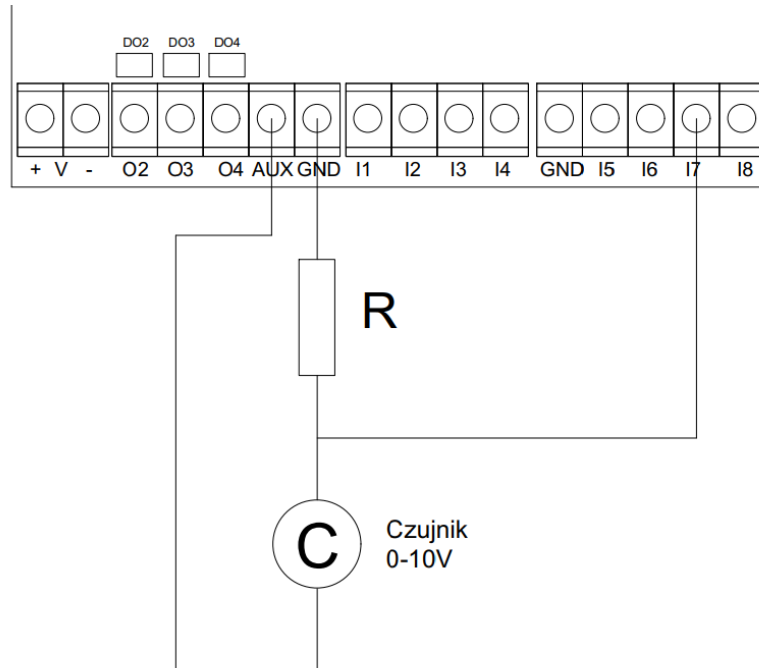 DO2 DO3 DO4
+ V - O2 O3 O4 AUX GND I1 I2 I3 I4 GND I5 I6 I7 I8
R
C
Czujnik
0-10V